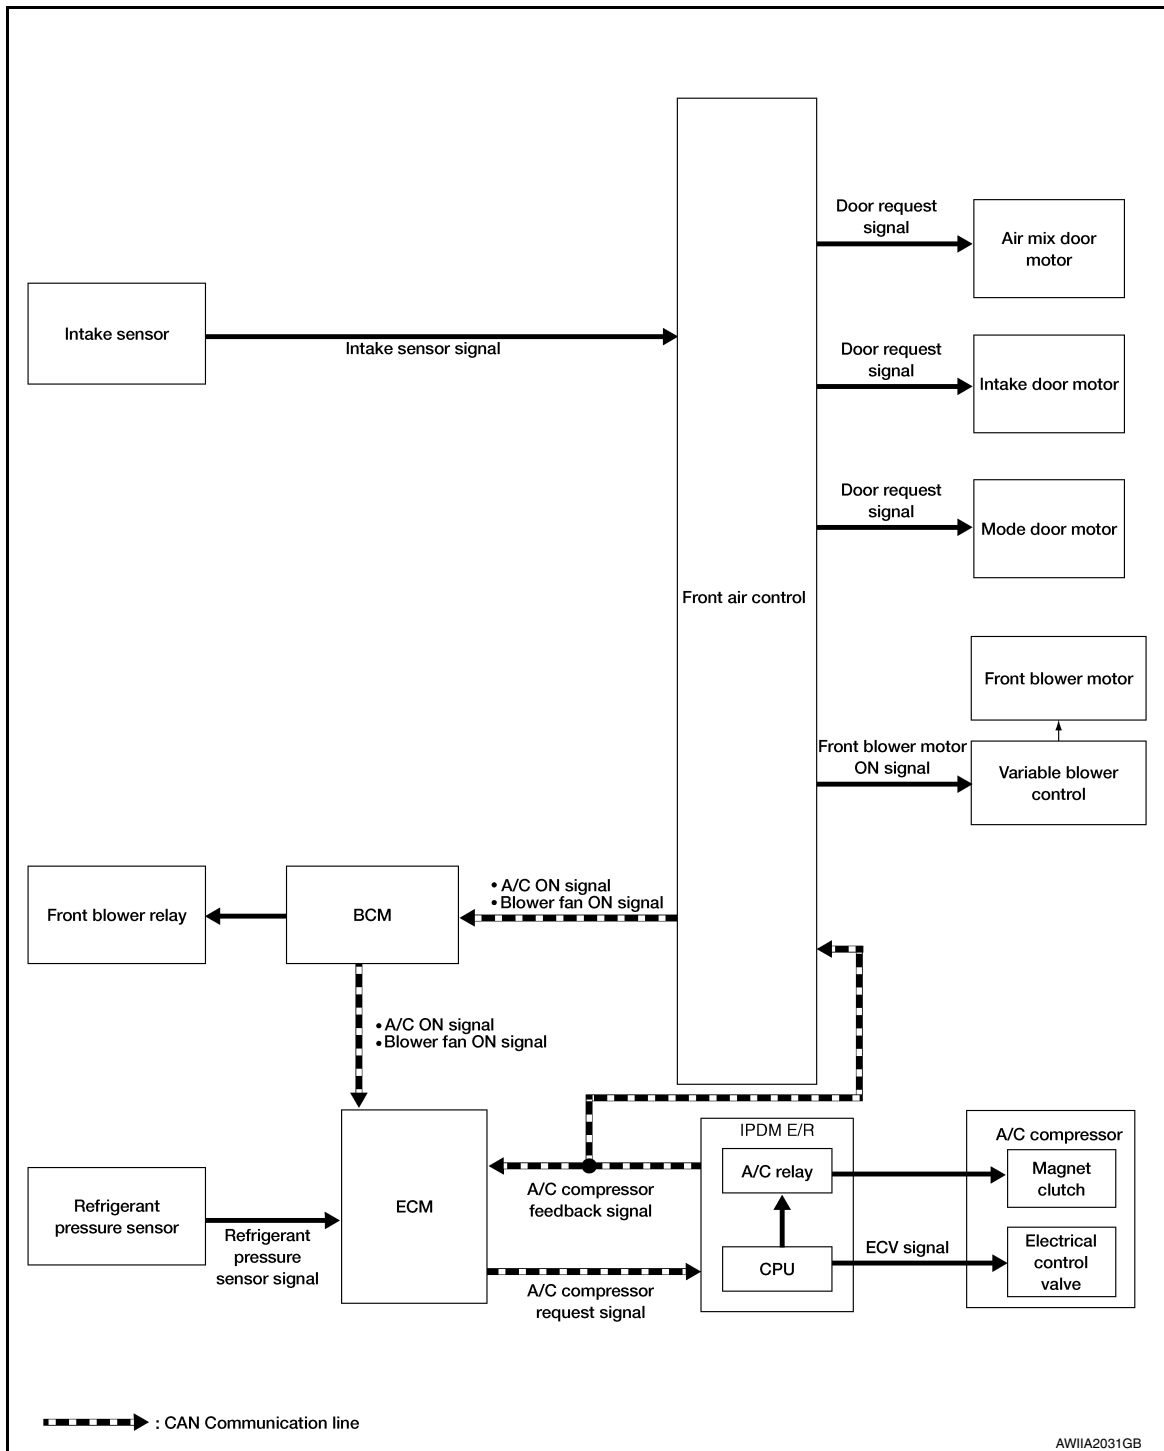 Door request
signal
Air mix door
motor
Intake sensor
Intake sensor signal
Door request
signal
Intake door motor
Door request
signal
Mode door motor
Front air control
Front blower motor
Front blower motor
ON signal
Variable blower
control
Front blower relay
BCM
• A/C ON signal
• Blower fan ON signal
• A/C ON signal
• Blower fan ON signal
IPDM E/R
A/C compressor
A/C relay
Magnet
clutch
Refrigerant
pressure sensor
ECM
A/C compressor
feedback signal
Refrigerant
pressure
sensor signal
ECV signal
Electrical
control
valve
CPU
A/C compressor
request signal
: CAN Communication line
AWIIA2031GB